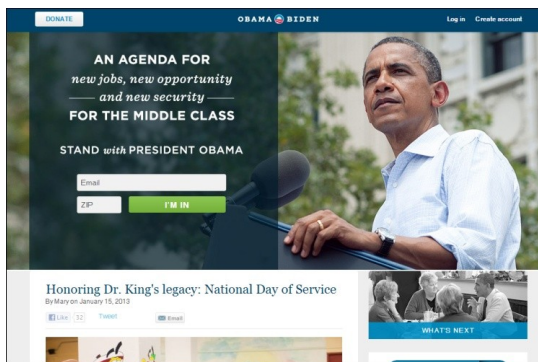 DONATE
OBAMA BIDEN
Log in Create account
AN AGENDA FOR
new jobs, new opportunity
and new security
FOR THE MIDDLE CLASS
STAND with PRESIDENT OBAMA
Email
ZIP
I'M IN
Honoring Dr. King's legacy: National Day of Service
By Mary on January 15, 2013
Like 52 Tweet Email
WHAT'S NEXT